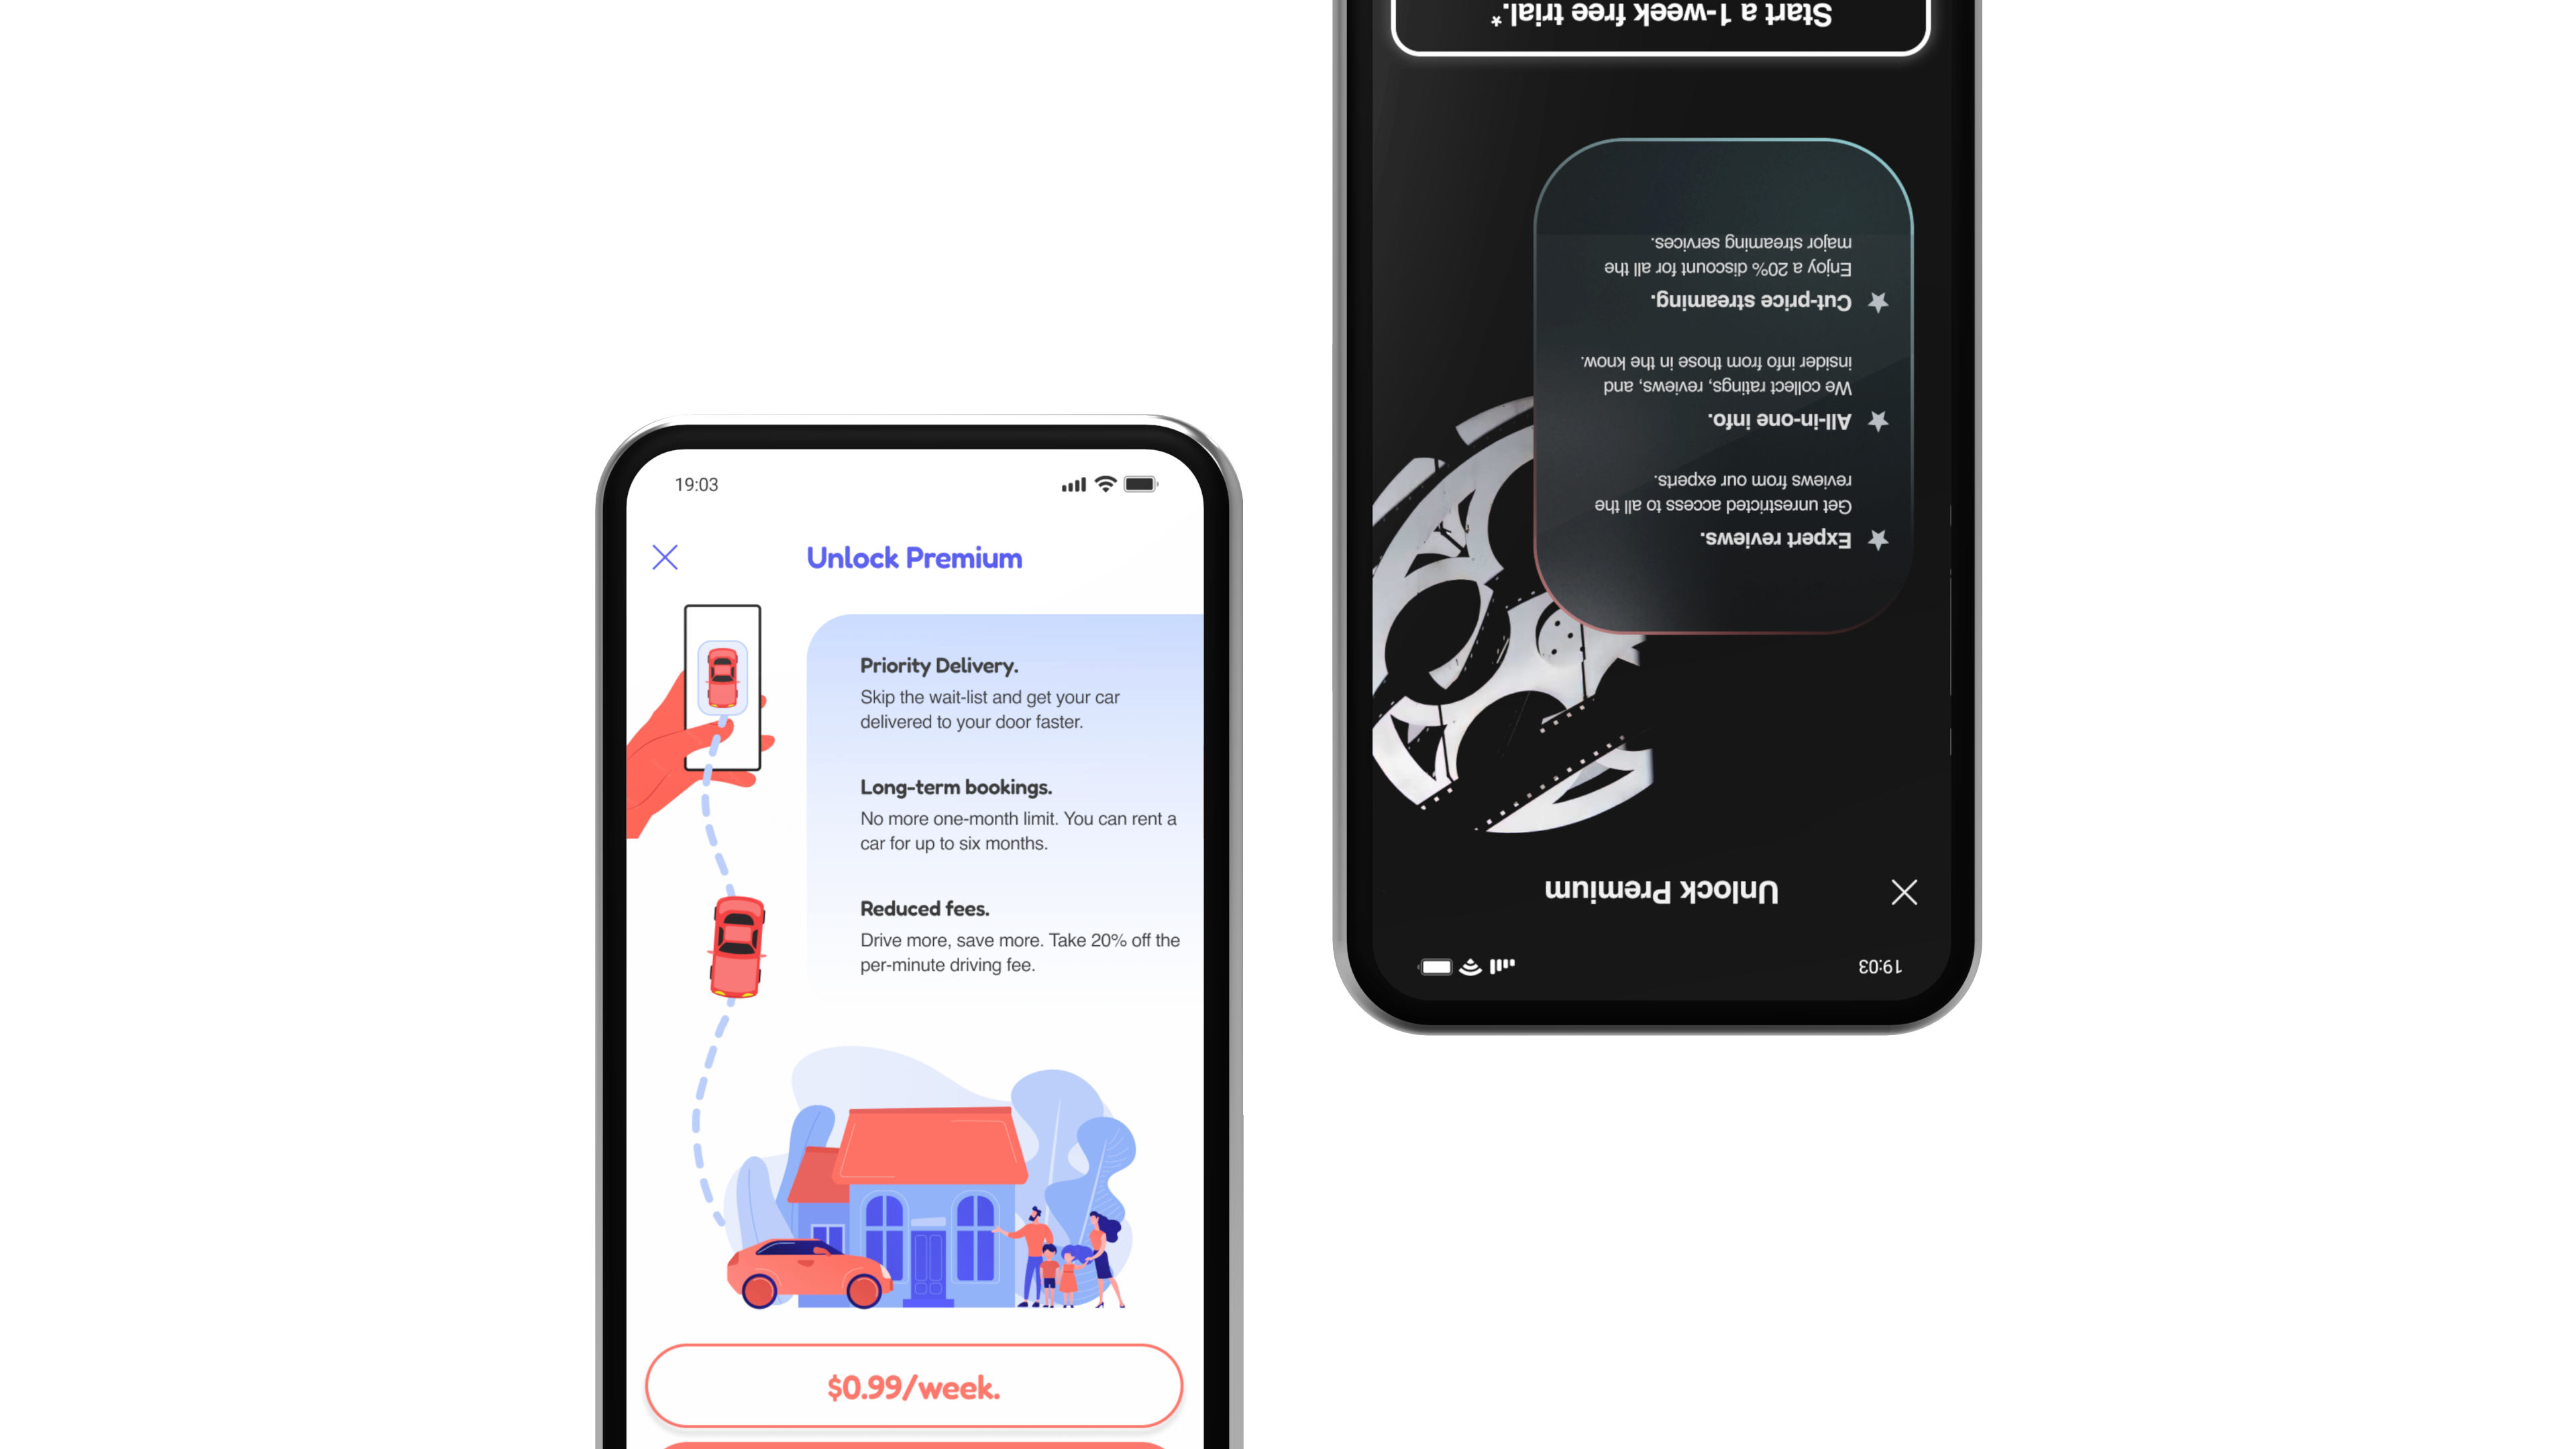 19:03
Unlock Premium
Priority Delivery.
Skip the wait-list and get your car
delivered to your door faster.
Long-term bookings.
No more one-month limit. You can rent a
car for up to six months.
Reduced fees.
Drive more, save more. Take 20% off the
per-minute driving fee.
$0.99/week.
19:03
Unlock Premium
Expert reviews.
Get unrestricted access to all the
reviews from our experts.
All-in-one info.
We collect ratings, reviews, and
insider info from those in the know.
Cut-price streaming.
Enjoy a 20% discount for all the
major streaming services.
Start a 1-week free trial.*